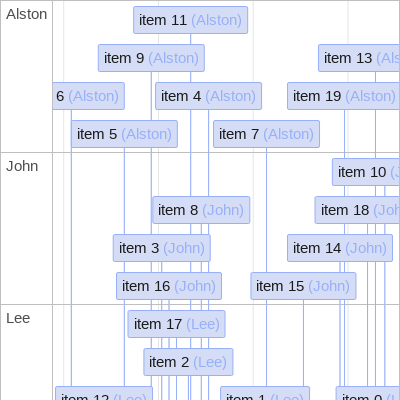 Alston
item 11 (Alston)
item 9 (Alston)
item 13 (Als
6 (Alston)
item 4 (Alston)
item 19 (Alston)
item 5 (Alston)
item 7 (Alston)
John
item 10 (J
item 8 (John)
item 18 (Joh
item 3 (John)
item 14 (John)
item 16 (John)
item 15 (John)
Lee
item 17 (Lee)
item 2 (Lee)
item 12 (Lee)
item 1 (Lee)
item 0 (L